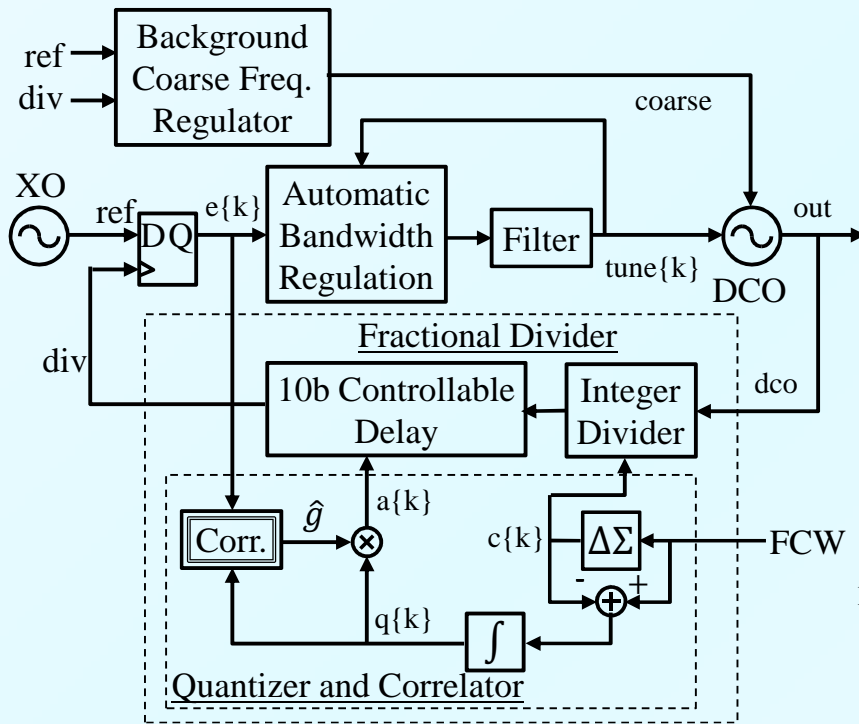 Background
Coarse Freq.
Regulator
ref
div
coarse
XO
ref
DQ
e{k}
Automatic
Bandwidth
Regulation
Filter
tune{k}
out
DCO
Fractional Divider
div
10b Controllable
Delay
Integer
Divider
dco
a{k}
ĝ
Corr.
×
c{k}
ΔΣ
FCW
-
+
+
q{k}
∫
Quantizer and Correlator